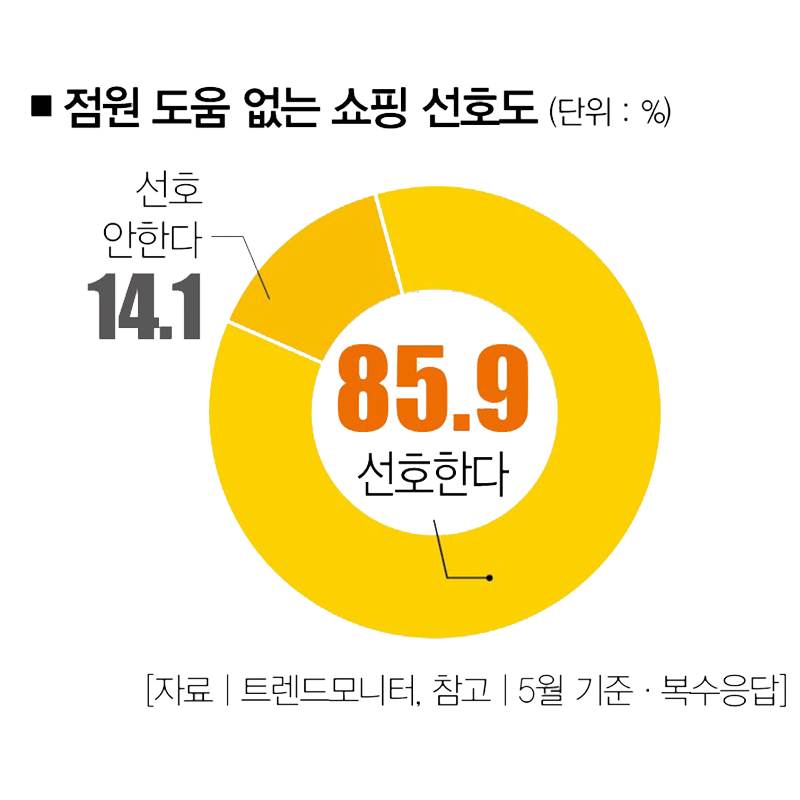 ■ 점원 도움 없는 쇼핑 선호도 (단위 : %)
선호
안한다
14.1
85.9
선호한다
[자료 | 트렌드모니터, 참고 | 5월 기준 · 복수응답]